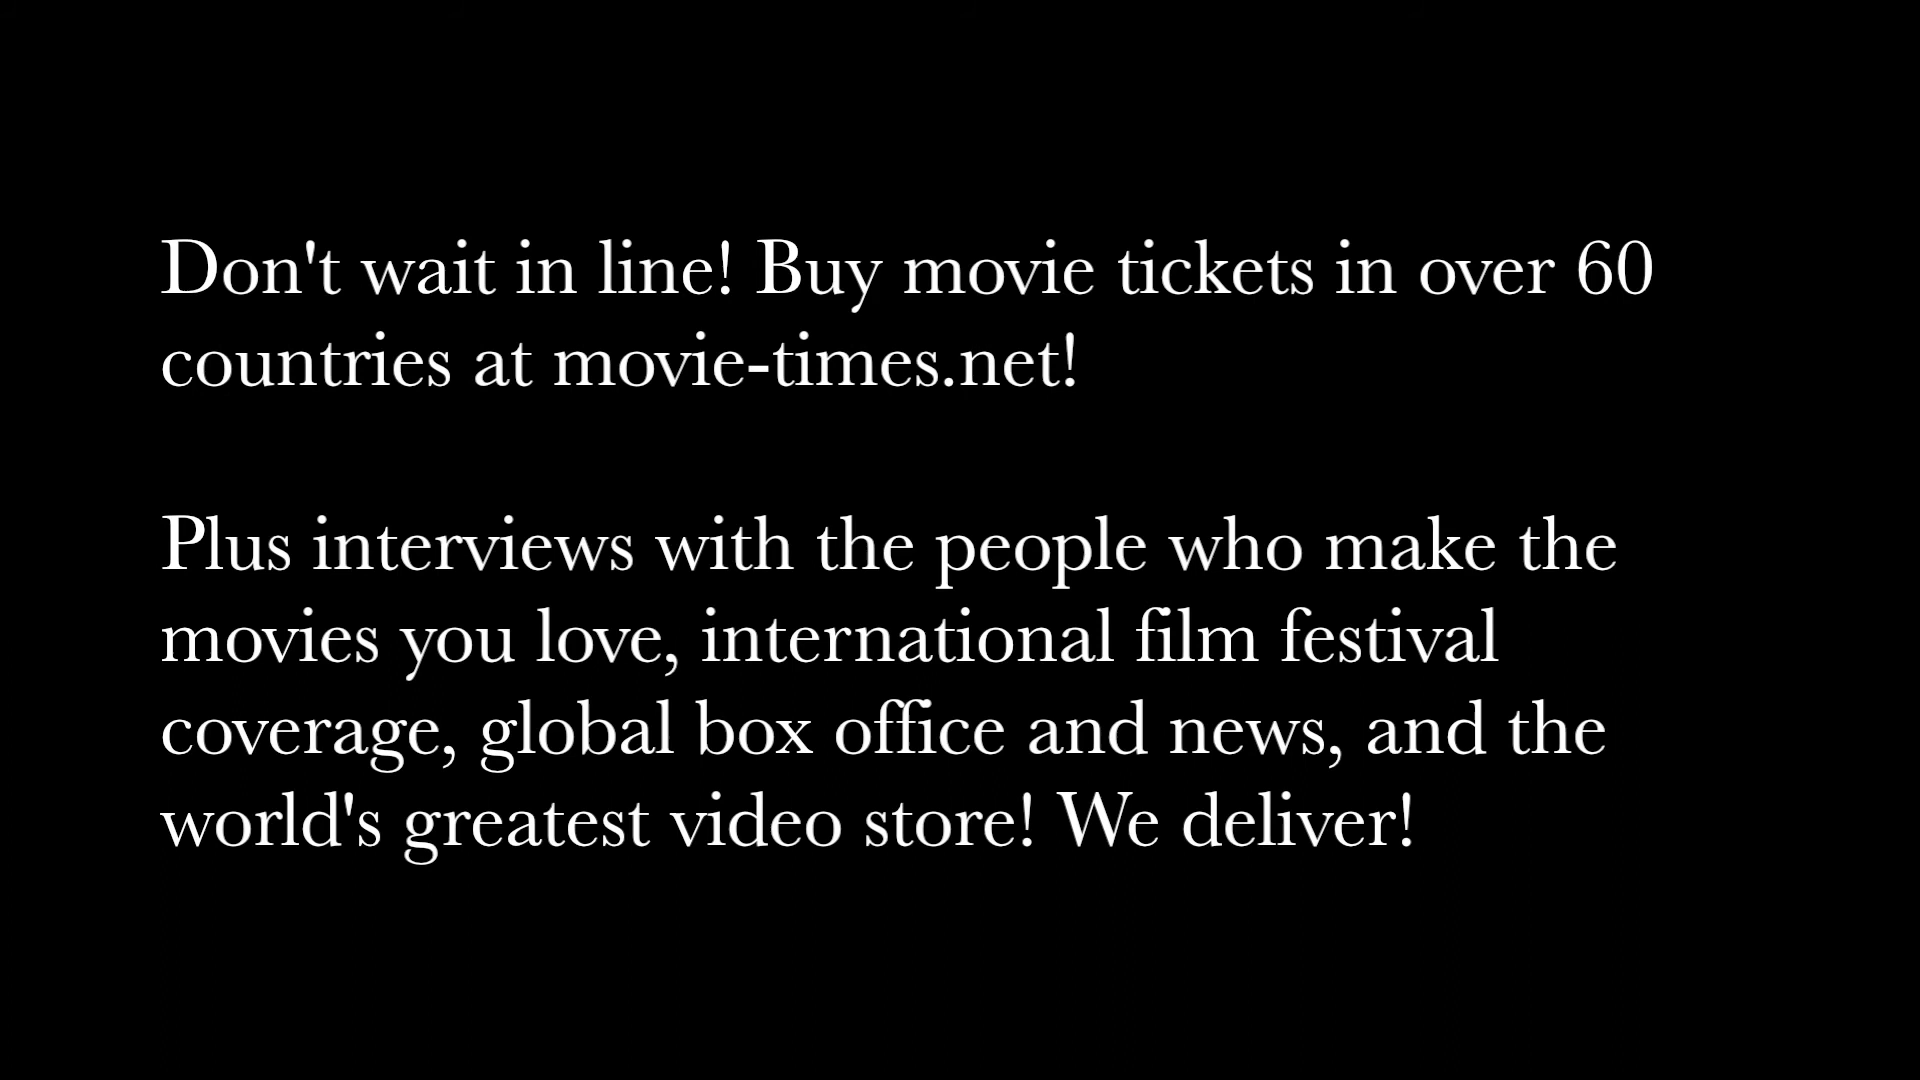 Don't wait in line! Buy movie tickets in over 60
countries at movie-times.net!
Plus interviews with the people who make the
movies you love, international film festival
coverage, global box office and news, and the
world's greatest video store! We deliver!